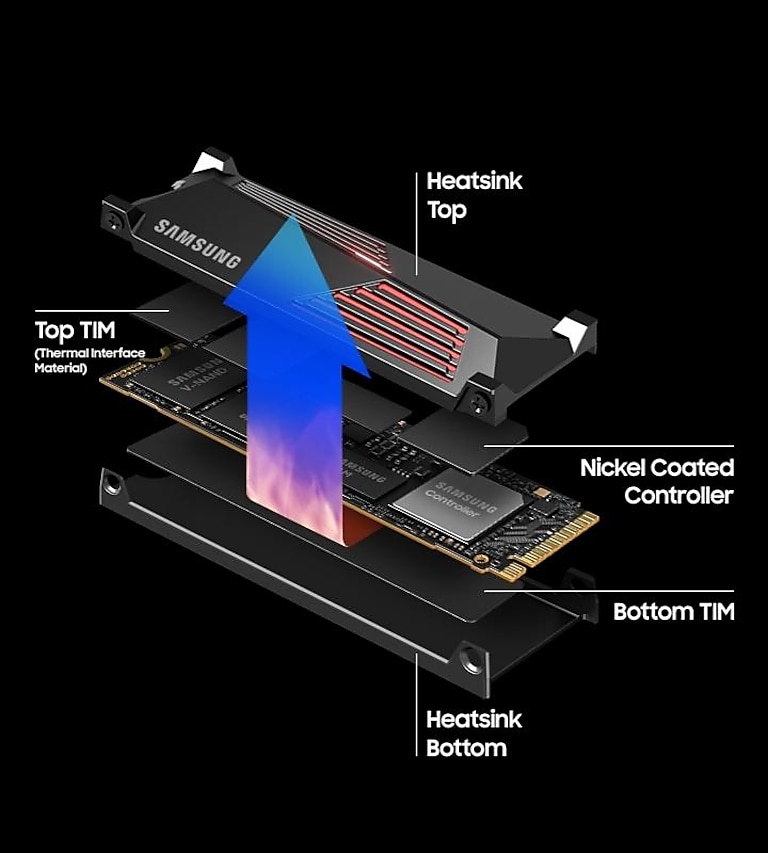 Heatsink
Top
SAMSUNG
Top TIM
(Thermal Interface
Material)
SAMSUNG
V-NAND
Nickel Coated
Controller
SAMSUNG
SAMSUNG
Controller
Bottom TIM
Heatsink
Bottom